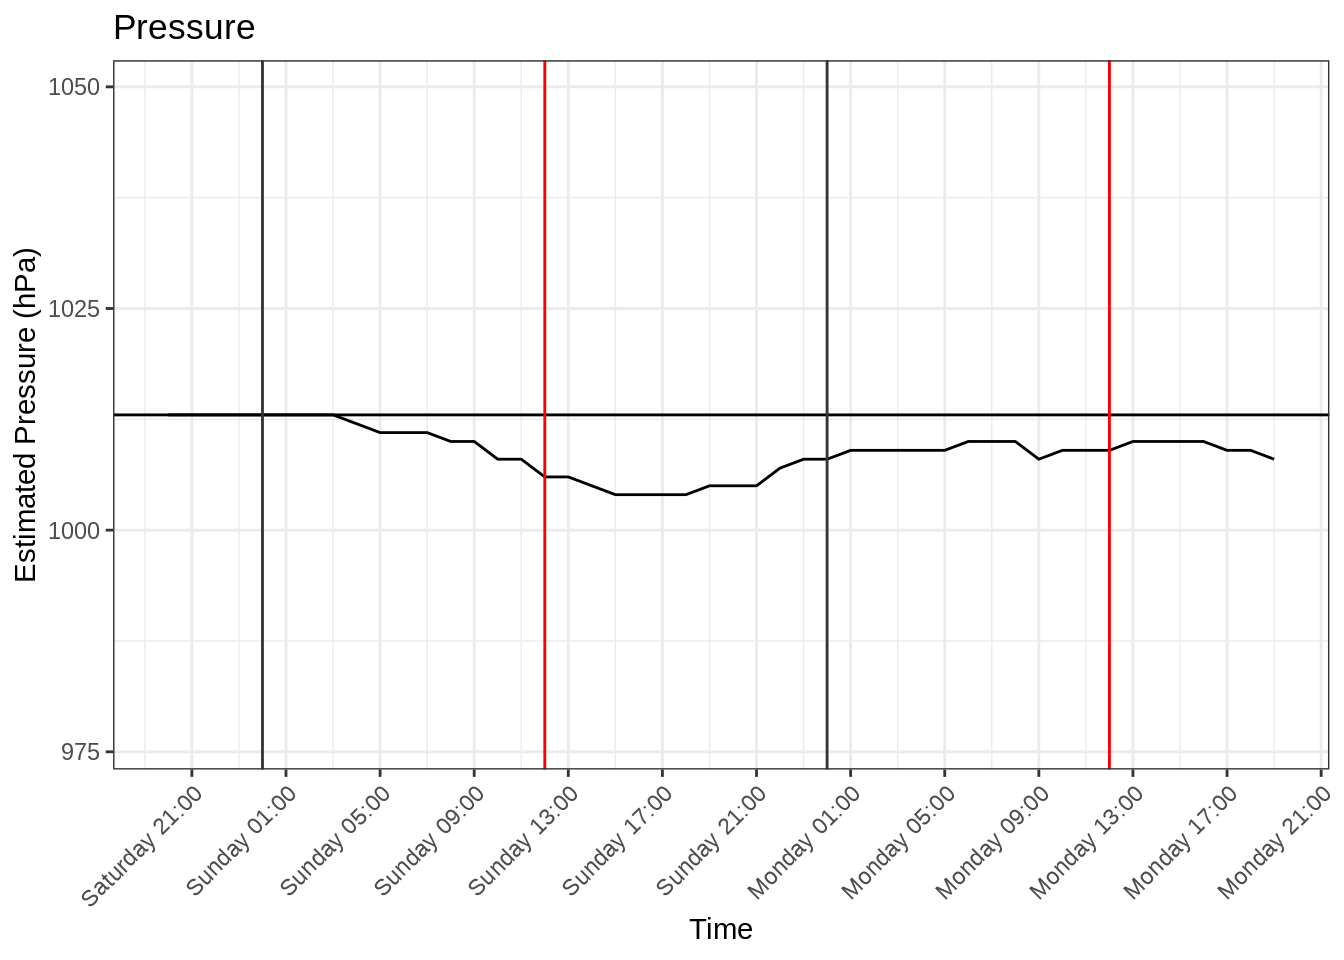 Pressure
1050
1025
1000
975
Estimated Pressure (hPa)
Saturday 21:00
Sunday 01:00
Sunday 05:00
Sunday 09:00
Sunday 13:00
Sunday 17:00
Sunday 21:00
Monday 01:00
Monday 05:00
Monday 09:00
Monday 13:00
Monday 17:00
Monday 21:00
Time